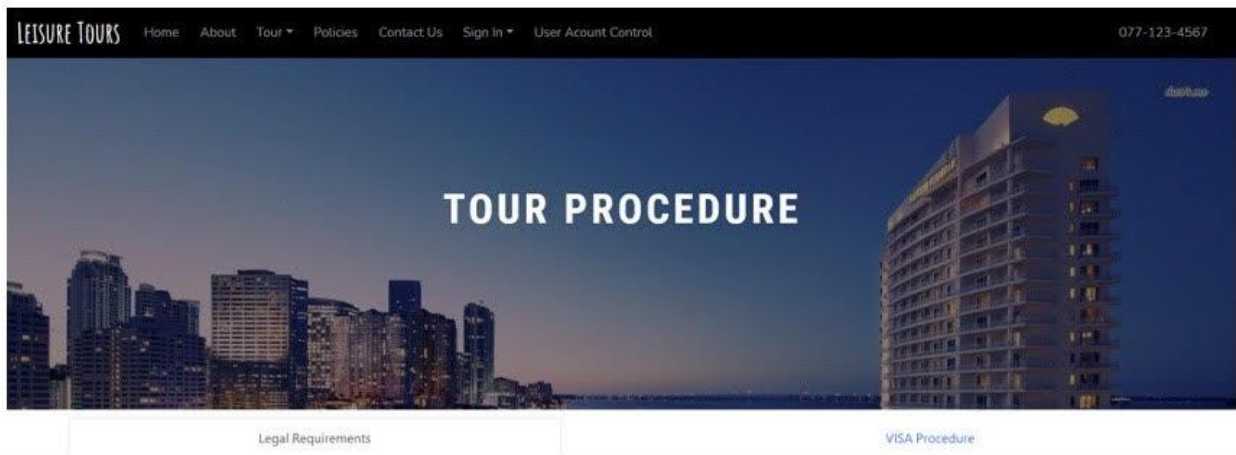 LEISURE TOURS Home About Tour Policies Contact Us Sign In User Acount Control 077-123-4567
TOUR PROCEDURE
Legal Requirements VISA Procedure